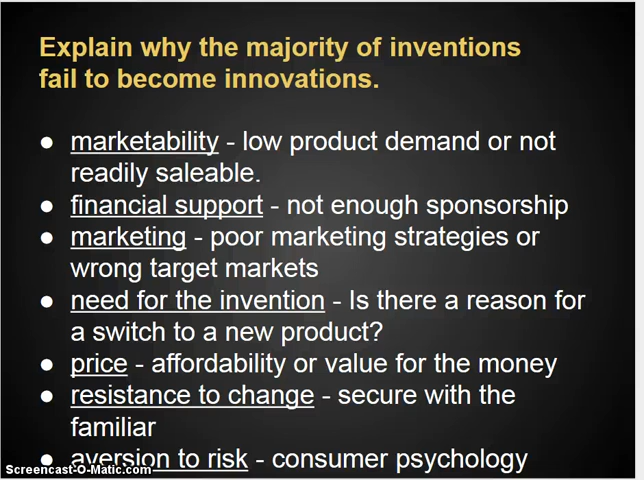 Explain why the majority of inventions
fail to become innovations.
● marketability - low product demand or not
readily saleable.
● financial support - not enough sponsorship
● marketing - poor marketing strategies or
wrong target markets
● need for the invention - Is there a reason for
a switch to a new product?
● price - affordability or value for the money
● resistance to change - secure with the
familiar
● aversion to risk - consumer psychology
Screencast-O-Matic.com